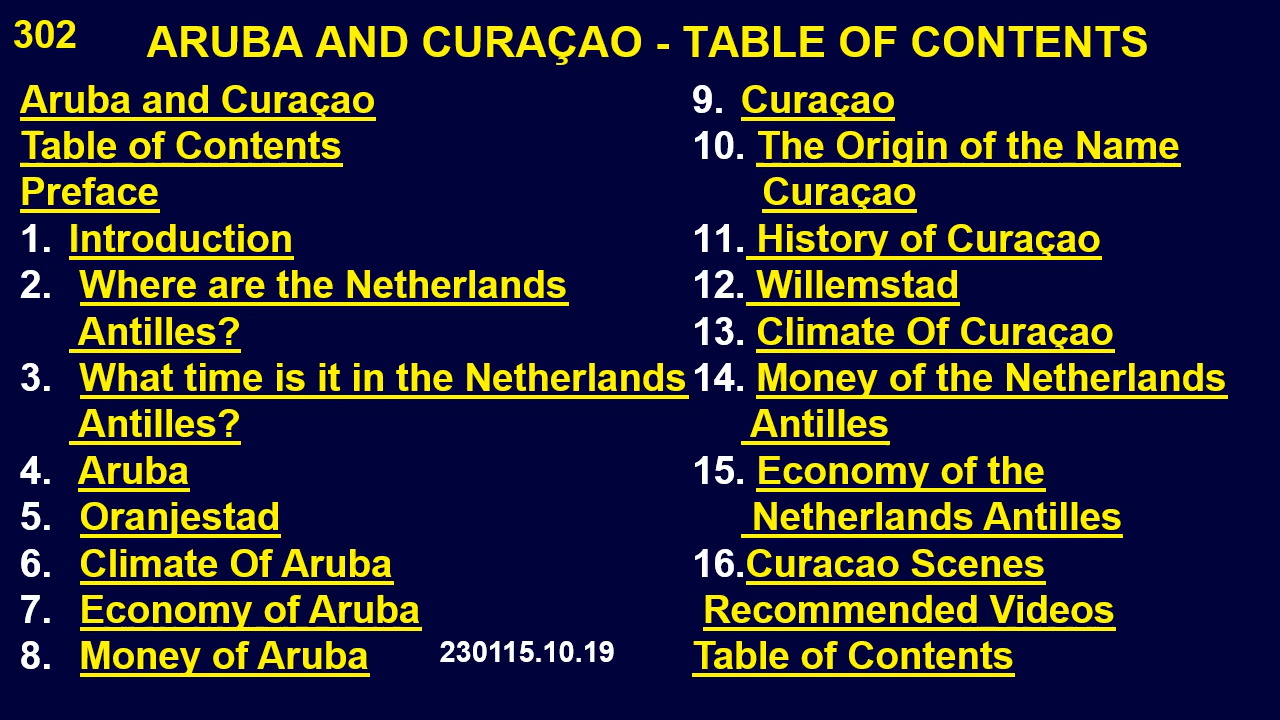 302
ARUBA AND CURAÇAO - TABLE OF CONTENTS
Aruba and Curaçao
Table of Contents
Preface
1. Introduction
2. Where are the Netherlands
Antilles?
3. What time is it in the Netherlands
Antilles?
4. Aruba
5. Oranjestad
6. Climate Of Aruba
7. Economy of Aruba
8. Money of Aruba
230115.10.19
9. Curaçao
10. The Origin of the Name
Curaçao
11. History of Curaçao
12. Willemstad
13. Climate Of Curaçao
14. Money of the Netherlands
Antilles
15. Economy of the
Netherlands Antilles
16.Curacao Scenes
Recommended Videos
Table of Contents